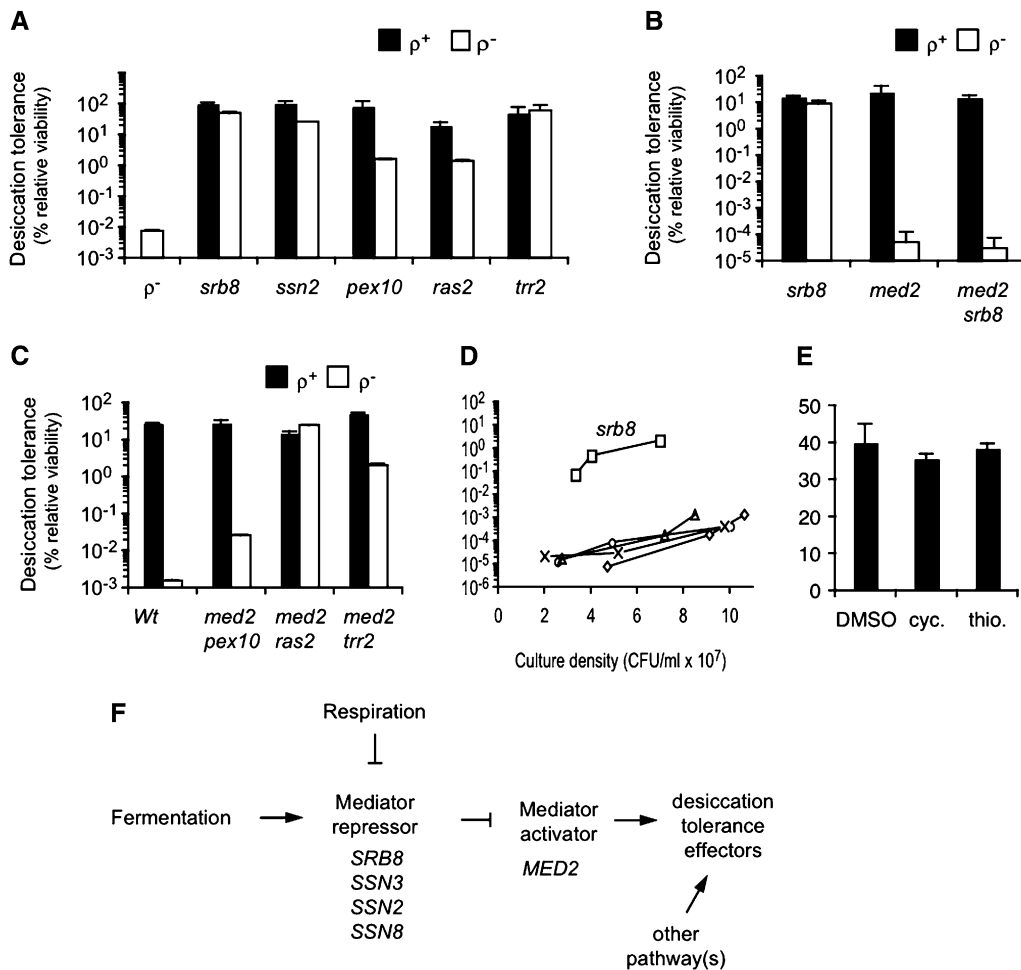 A
ρ+ ρ-
Desiccation tolerance
(% relative viability)
10^2
10^1
10^0
10^-1
10^-2
10^-3
ρ- srb8 ssn2 pex10 ras2 trr2
B
ρ+ ρ-
Desiccation tolerance
(% relative viability)
10^2
10^1
10^0
10^-1
10^-2
10^-3
10^-4
10^-5
srb8 med2 med2
srb8
C
ρ+ ρ-
Desiccation tolerance
(% relative viability)
10^2
10^1
10^0
10^-1
10^-2
10^-3
Wt med2 med2 med2
pex10 ras2 trr2
D
srb8
10^2
10^1
10^0
10^-1
10^-2
10^-3
10^-4
10^-5
10^-6
0 2 4 6 8 10
Culture density (CFU/ml x 10^7)
E
50
40
30
20
10
0
DMSO cyc. thio.
F
Respiration
Fermentation
Mediator
repressor
SRB8
SSN3
SSN2
SSN8
Mediator
activator
MED2
desiccation
tolerance
effectors
other
pathway(s)